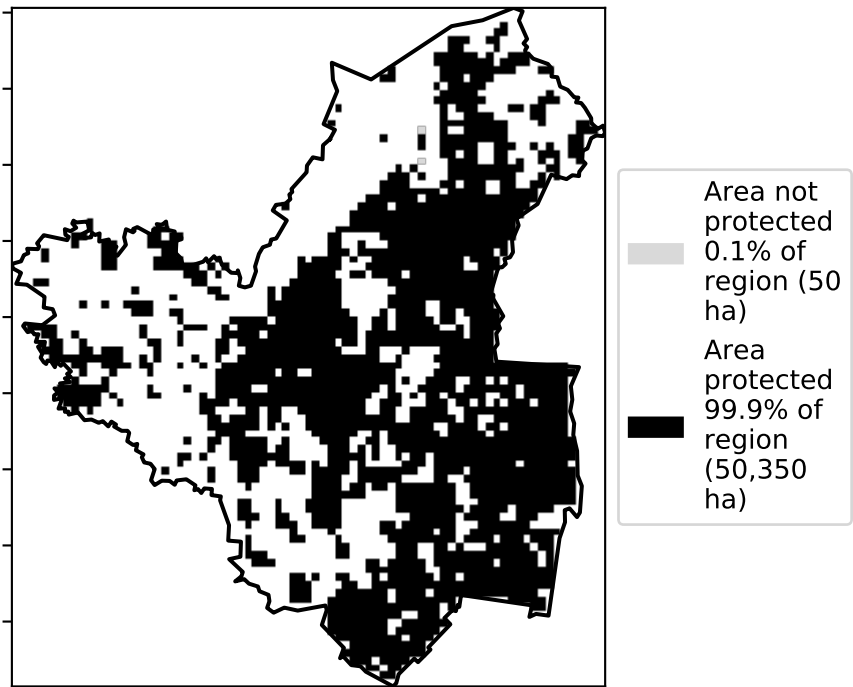 Area not
protected
0.1% of
region (50
ha)
Area
protected
99.9% of
region
(50,350
ha)